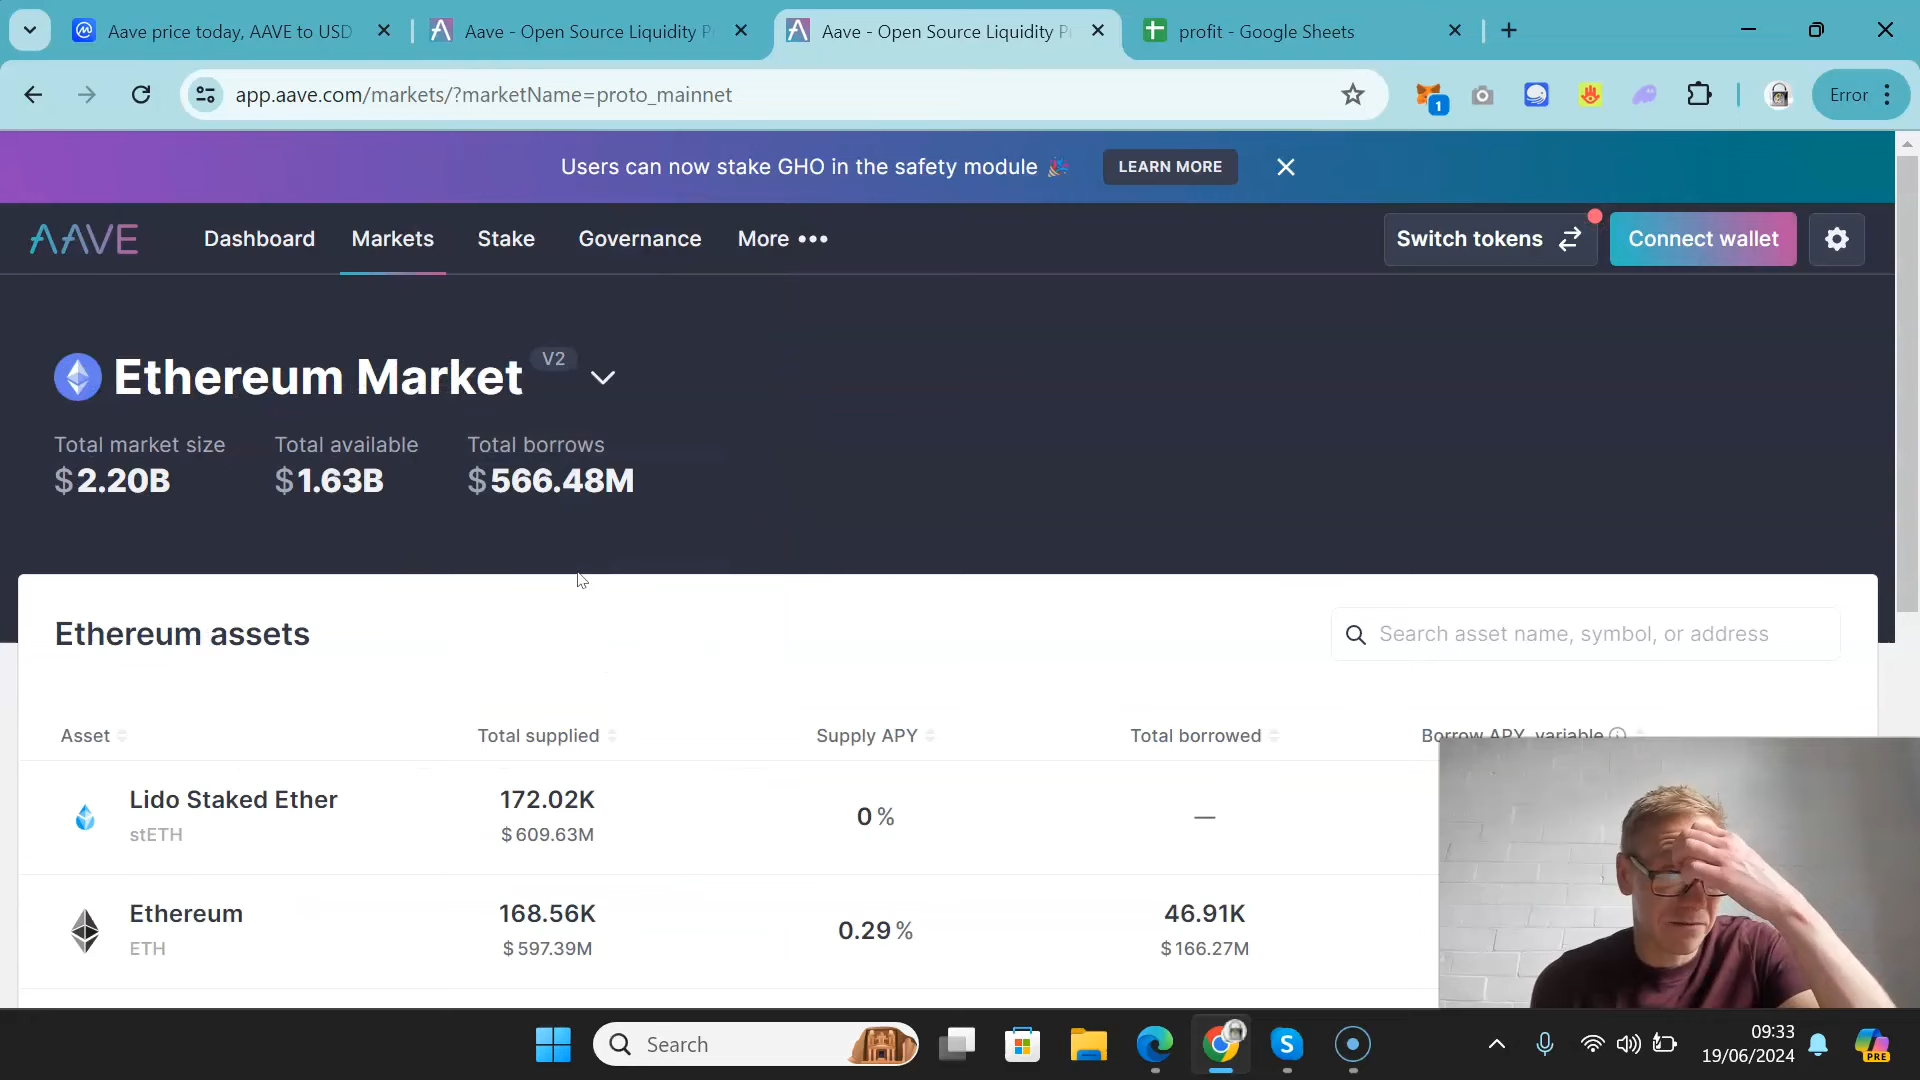 Aave price today, AAVE to USD
Aave - Open Source Liquidity P
Aave - Open Source Liquidity P
profit - Google Sheets
app.aave.com/markets/?marketName=proto_mainnet
1
Error
Users can now stake GHO in the safety module 🎉
LEARN MORE
AAVE
Dashboard
Markets
Stake
Governance
More
Switch tokens
Connect wallet
Ethereum Market
V2
Total market size
Total available
Total borrows
$2.20B
$1.63B
$566.48M
Ethereum assets
Search asset name, symbol, or address
Asset
Total supplied
Supply APY
Total borrowed
Borrow APY, variable
Lido Staked Ether
stETH
172.02K
$609.63M
0%
—
Ethereum
ETH
168.56K
$597.39M
0.29%
46.91K
$166.27M
Search
09:33
19/06/2024
PRE